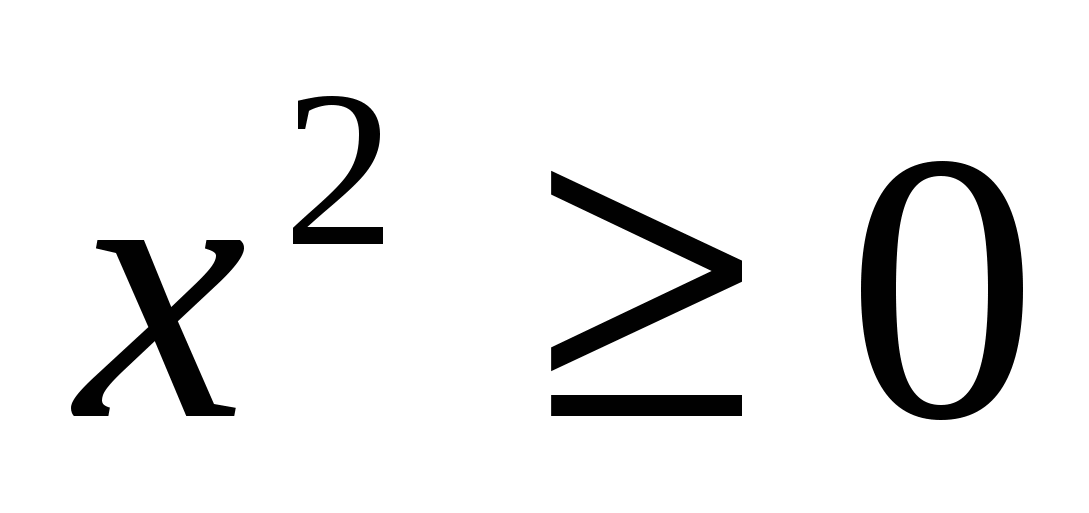 x² ≥ 0